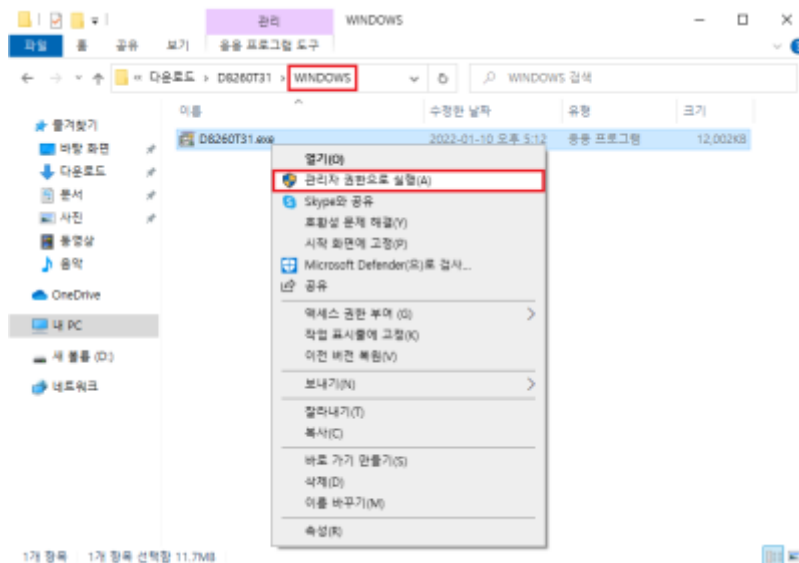 관리
WINDOWS
파일 홈 공유 보기 응용 프로그램 도구
« 다운로드 › D8260T31 › WINDOWS
WINDOWS 검색
이름 수정한 날짜 유형 크기
D8260T31.exe 2022-01-10 오후 5:12 응용 프로그램 12,002KB
즐겨찾기
바탕 화면
다운로드
문서
사진
동영상
음악
OneDrive
내 PC
새 볼륨 (D:)
네트워크
열기(O)
관리자 권한으로 실행(A)
Skype와 공유
호환성 문제 해결(Y)
시작 화면에 고정(P)
Microsoft Defender(으)로 검사...
공유
액세스 권한 부여 (G)
작업 표시줄에 고정(K)
이전 버전 복원(V)
보내기(N)
잘라내기(T)
복사(C)
바로 가기 만들기(S)
삭제(D)
이름 바꾸기(M)
속성(R)
1개 항목 1개 항목 선택함 11.7MB